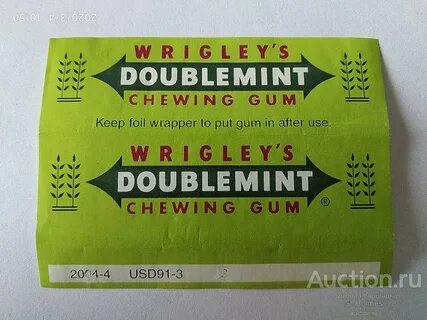 WRIGLEY'S
DOUBLEMINT
CHEWING GUM
Keep foil wrapper to put gum in after use.
WRIGLEY'S
DOUBLEMINT
CHEWING GUM ®
2004-4 USD91-3
Auction.ru